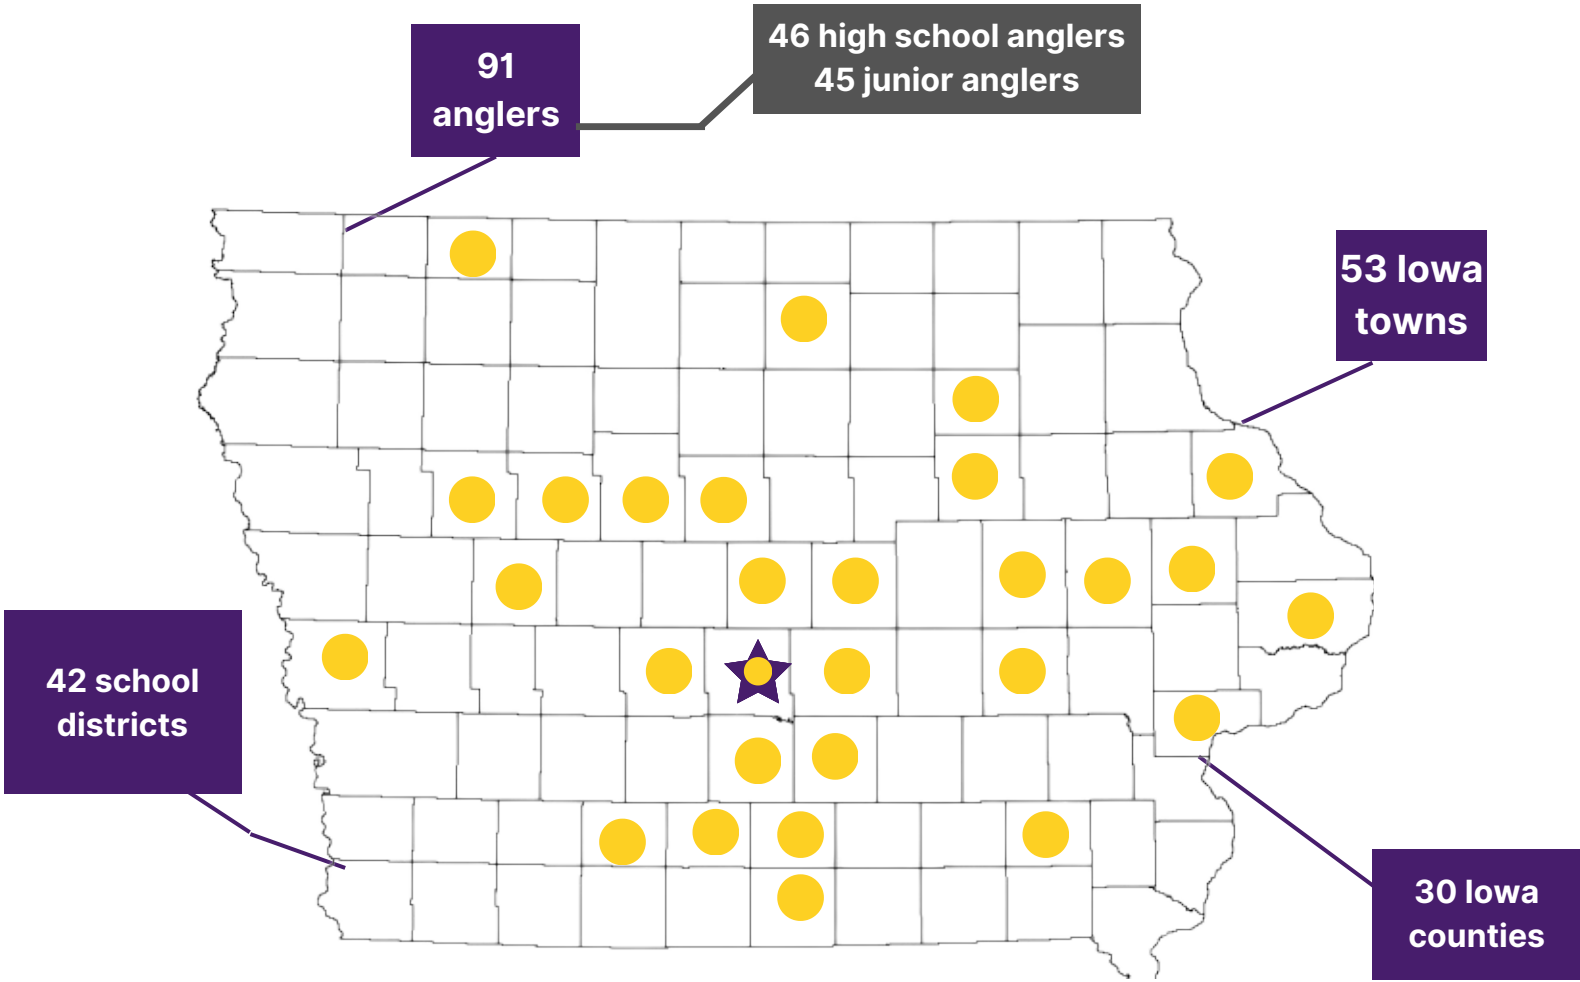 91
anglers
46 high school anglers
45 junior anglers
53 Iowa
towns
42 school
districts
30 Iowa
counties